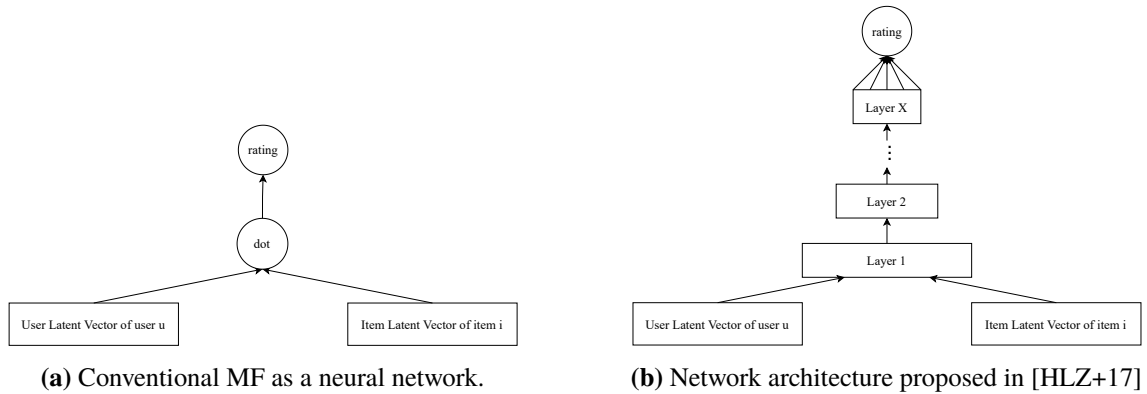 rating
dot
User Latent Vector of user u
Item Latent Vector of item i
(a) Conventional MF as a neural network.
rating
Layer X
...
Layer 2
Layer 1
User Latent Vector of user u
Item Latent Vector of item i
(b) Network architecture proposed in [HLZ+17]